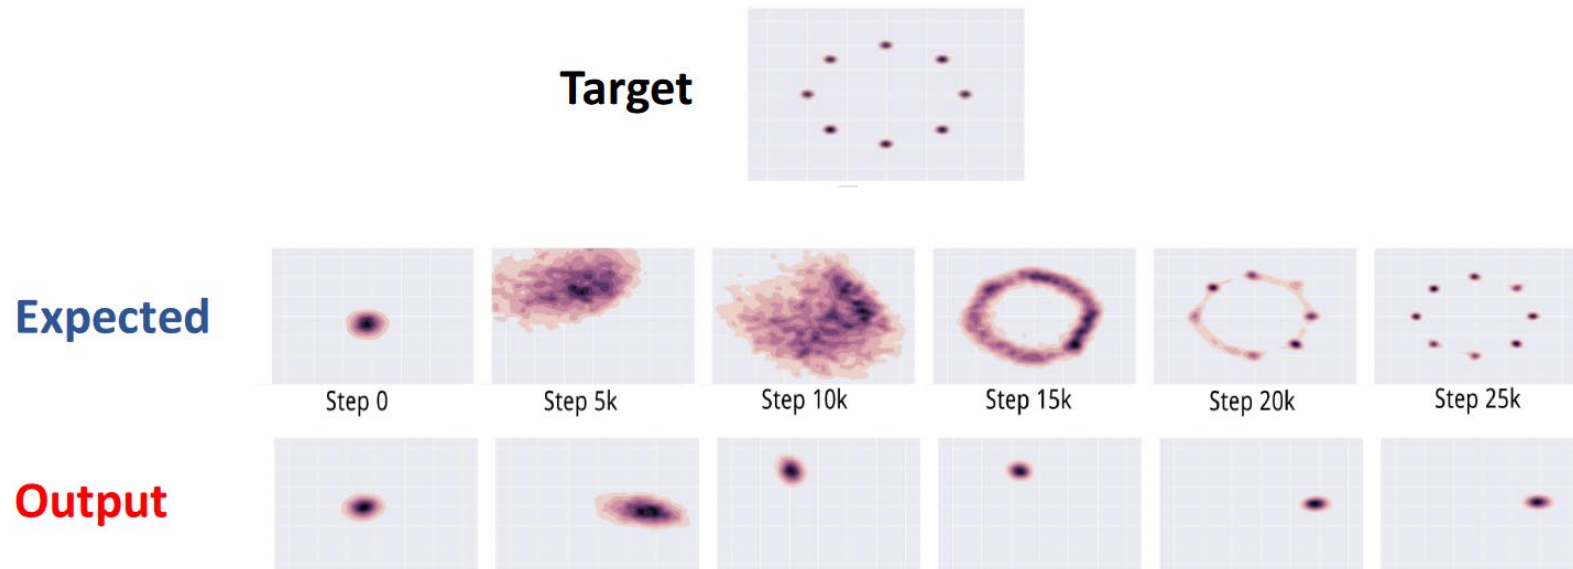 Target
Expected
Step 0
Step 5k
Step 10k
Step 15k
Step 20k
Step 25k
Output